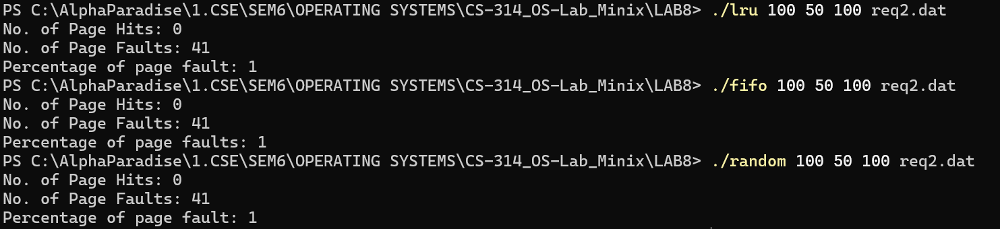 PS C:\AlphaParadise\1.CSE\SEM6\OPERATING SYSTEMS\CS-314_OS-Lab_Minix\LAB8> ./lru 100 50 100 req2.dat
No. of Page Hits: 0
No. of Page Faults: 41
Percentage of page fault: 1
PS C:\AlphaParadise\1.CSE\SEM6\OPERATING SYSTEMS\CS-314_OS-Lab_Minix\LAB8> ./fifo 100 50 100 req2.dat
No. of Page Hits: 0
No. of Page Faults: 41
Percentage of page faults: 1
PS C:\AlphaParadise\1.CSE\SEM6\OPERATING SYSTEMS\CS-314_OS-Lab_Minix\LAB8> ./random 100 50 100 req2.dat
No. of Page Hits: 0
No. of Page Faults: 41
Percentage of page fault: 1